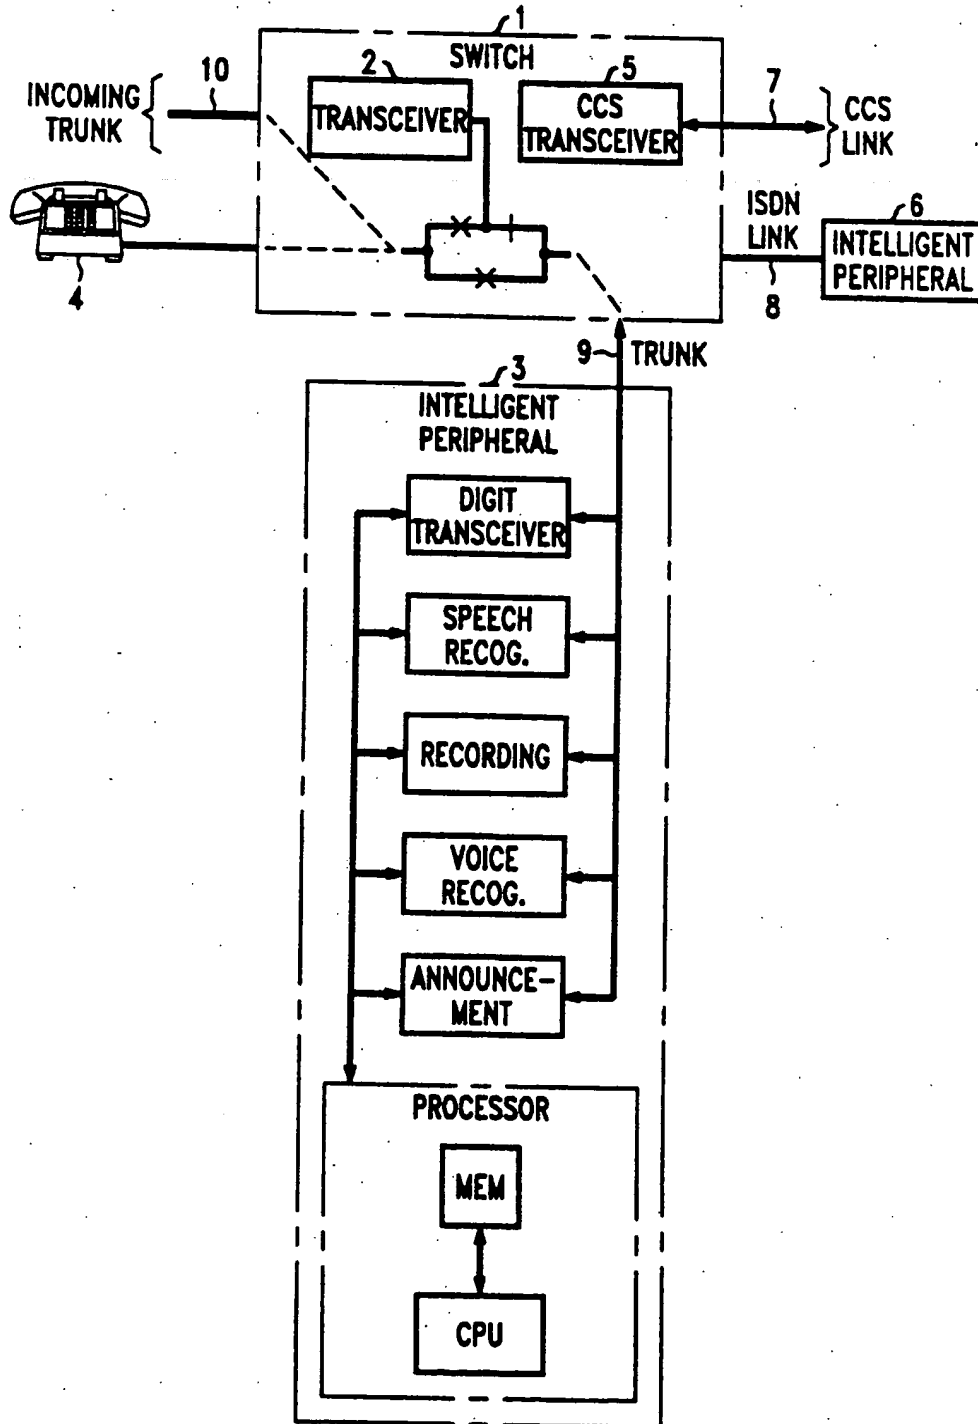 1
SWITCH
2
TRANSCEIVER
5
CCS
TRANSCEIVER
10
INCOMING
TRUNK
7
CCS
LINK
4
ISDN
LINK
8
6
INTELLIGENT
PERIPHERAL
9
TRUNK
3
INTELLIGENT
PERIPHERAL
DIGIT
TRANSCEIVER
SPEECH
RECOG.
RECORDING
VOICE
RECOG.
ANNOUNCE-
MENT
PROCESSOR
MEM
CPU